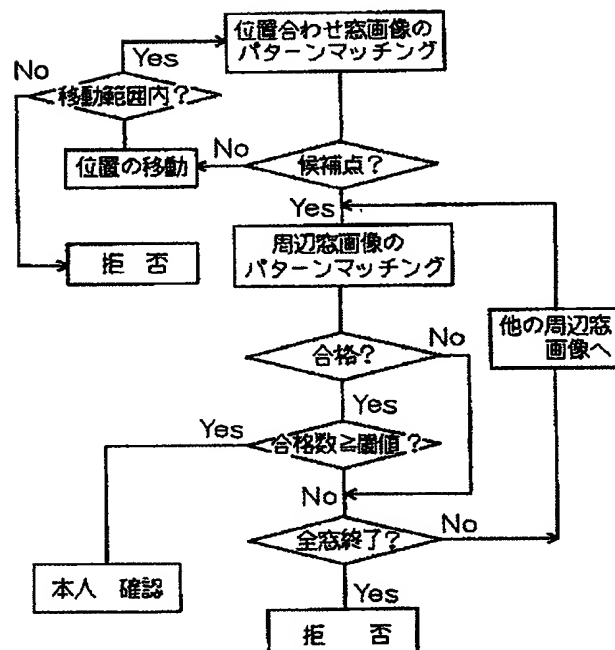 位置合わせ窓画像の
パターンマッチング
Yes
No
移動範囲内?
位置の移動
No
候補点?
Yes
拒 否
周辺窓画像の
パターンマッチング
他の周辺窓
画像へ
合格?
No
Yes
Yes
合格数≧閾値?
No
全窓終了?
No
本人 確認
Yes
拒 否